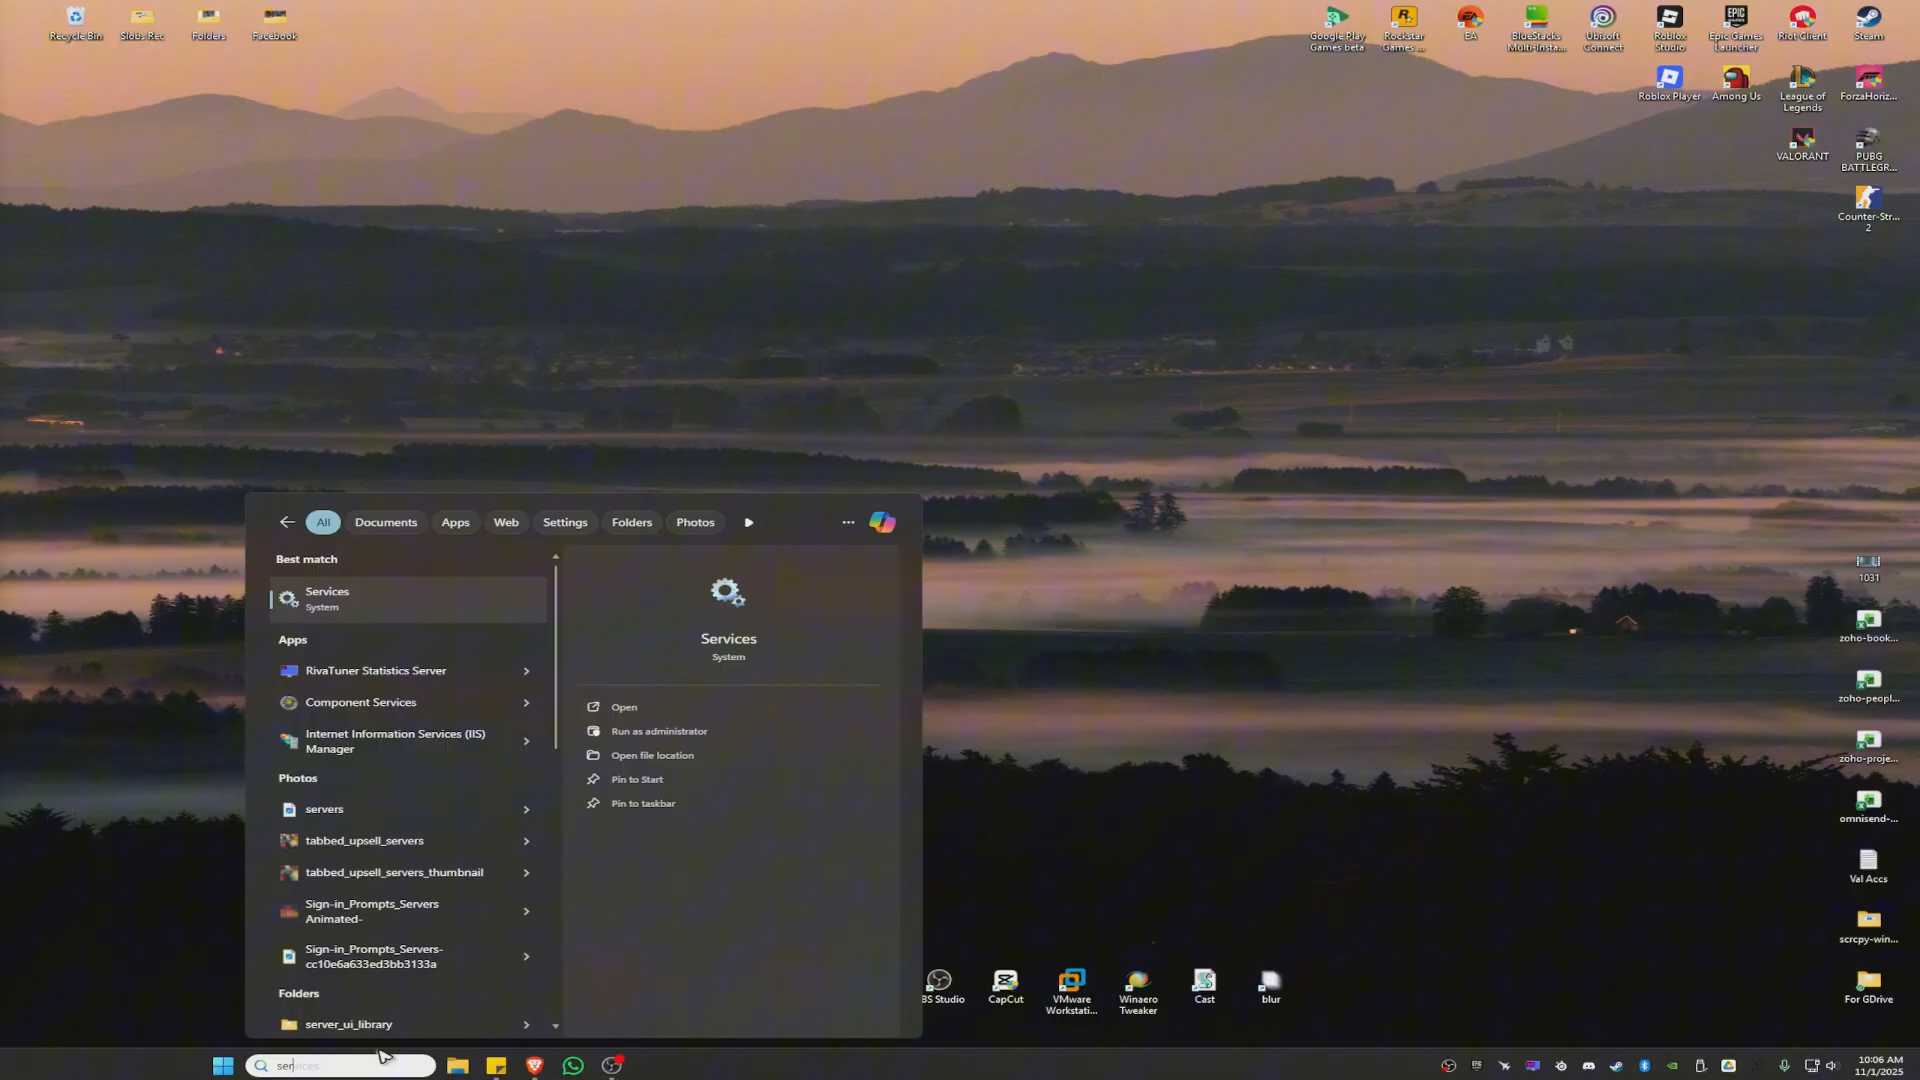 Recycle Bin
Slobs Rec
Folders
Facebook
Google Play
Games beta
Rockstar
Games ...
EA
BlueStacks
Multi-Insta...
Ubisoft
Connect
Roblox
Studio
Epic Games
Launcher
Riot Client
Steam
Roblox Player
Among Us
League of
Legends
ForzaHoriz...
VALORANT
PUBG
BATTLEGR...
Counter-Str...
2
1031
zoho-book...
zoho-peopl...
zoho-proje...
omnisend-...
Val Accs
scrcpy-win...
For GDrive
All
Documents
Apps
Web
Settings
Folders
Photos
Best match
Services
System
Apps
RivaTuner Statistics Server
Component Services
Internet Information Services (IIS)
Manager
Photos
servers
tabbed_upsell_servers
tabbed_upsell_servers_thumbnail
Sign-in_Prompts_Servers
Animated-
Sign-in_Prompts_Servers-
cc10e6a633ed3bb3133a
Folders
server_ui_library
Services
System
Open
Run as administrator
Open file location
Pin to Start
Pin to taskbar
BS Studio
CapCut
VMware
Workstati...
Winaero
Tweaker
Cast
blur
services
10:06 AM
11/1/2025